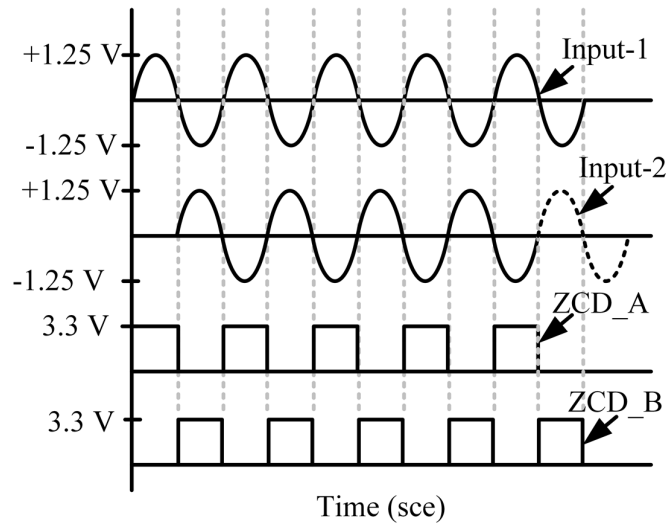 +1.25 V
Input-1
-1.25 V
+1.25 V
Input-2
-1.25 V
ZCD_A
3.3 V
ZCD_B
3.3 V
Time (sce)